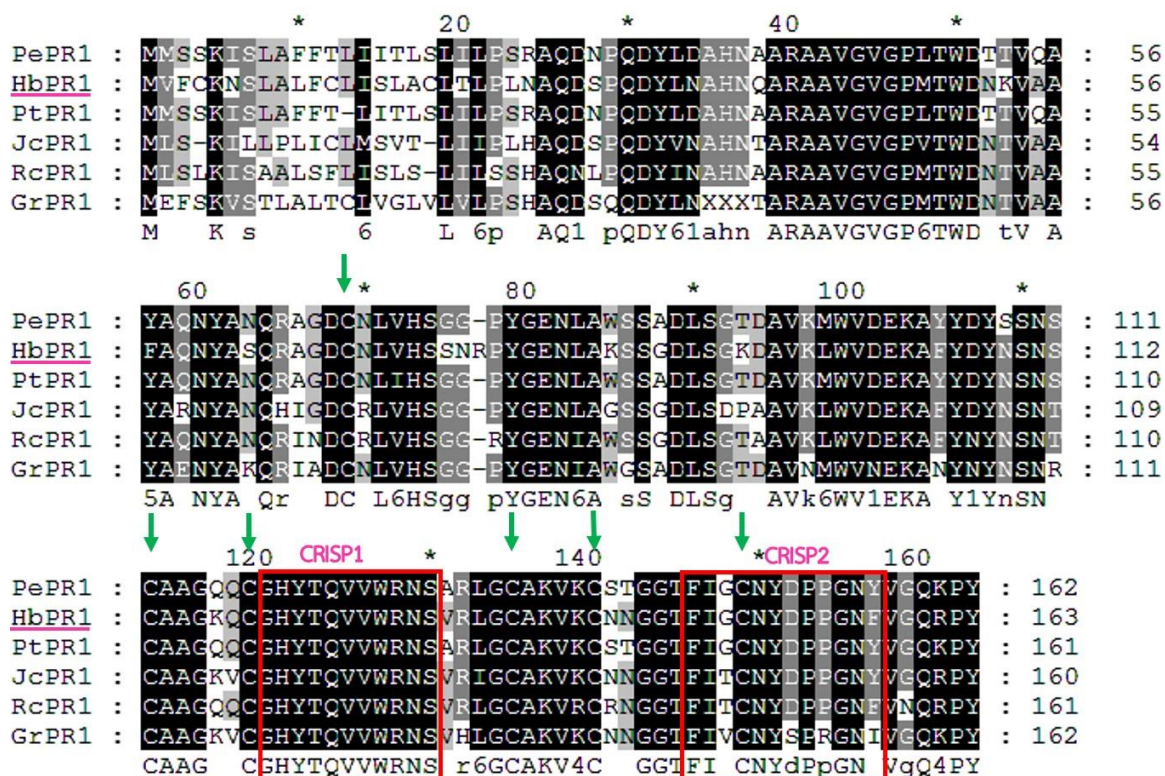 * 20 * 40 *
PePR1 : MMSSKISLAFFTLIITLSLILPSRAQDNPQDYLDAHNAARAAVGVGPLTWDTTVQA : 56
HbPR1 : MVFCKNSLALFCLISLACLTLPLNAQDSPQDYLDAHNQARAAVGVGPMTWDNKVAA : 56
PtPR1 : MMSSKISLAFFT-LITLSLILPSRAQDNPQDYLDAHNAARAAVGVGPLTWDTTVQA : 55
JcPR1 : MLS-KILLPLICLMSVT-LIIPLHAQDSPQDYVNAHNTARAAVGVGPVTWDNTVAA : 54
RcPR1 : MLSLKISAALSFLISLS-LILSSHAQNLPQDYINAHNAARAAVGVGPMTWDNTVAA : 55
GrPR1 : MEFSKVSTLALTCLVGLVLVLPSHAQDSQQDYLNXXXTARAAVGVGPMTWDNTVAA : 56
M K s 6 L 6p AQ1 pQDY61ahn ARAAVGVGP6TWD tV A
60 * 80 * 100 *
PePR1 : YAQNYANQRAGDCNLVHSGG-PYGENLAWSSADLSGTDAVKMWVDEKAYYDYSSNS : 111
HbPR1 : FAQNYASQRAGDCNLVHSSNRPYGENLAKSSGDLSGKDAVKLWVDEKAFYDYNSNS : 112
PtPR1 : YAQNYANQRAGDCNLIHSGG-PYGENLAWSSADLSGTDAVKMWVDEKAYYDYNSNS : 110
JcPR1 : YARNYANQHIGDCRLVHSGG-PYGENLAGSSGDLSDPAAVKLWVDEKAFYDYNSNT : 109
RcPR1 : YAQNYANQRINDCRLVHSGG-RYGENIAWSSGDLSGTAAVKLWVDEKAFYNYNSNT : 110
GrPR1 : YAENYAKQRIADCNLVHSGG-PYGENIAWGSADLSGTDAVNMWVNEKANYNYNSNR : 111
5A NYA Qr DC L6HSgg pYGEN6A sS DLSg AVk6WV1EKA Y1YnSN
120 CRISP1 * 140 * CRISP2 160
PePR1 : CAAGQQCGHYTQVVWRNSARLGCAKVKCSTGGTFIGCNYDPPGNYVGQKPY : 162
HbPR1 : CAAGKQCGHYTQVVWRNSVRLGCAKVKCNNGGTFIGCNYDPPGNFVGQKPY : 163
PtPR1 : CAAGQQCGHYTQVVWRNSARLGCAKVKCSTGGTFIGCNYDPPGNYVGQKPY : 161
JcPR1 : CAAGKVCGHYTQVVWRNSVRIGCAKVRCNNGGTFITCNYDPPGNYVGQRPY : 160
RcPR1 : CAAGQQCGHYTQVVWRNSVRLGCAKVRCRNGGTFITCNYDPPGNFVNQRPY : 161
GrPR1 : CAAGKVCGHYTQVVWRNSVHLGCAKVKCNNGGTFIVCNYSPRGNIVGQKPY : 162
CAAG CGHYTQVVWRNS r6GCAKV4C GGTFI CNYdPpGN VgQ4PY